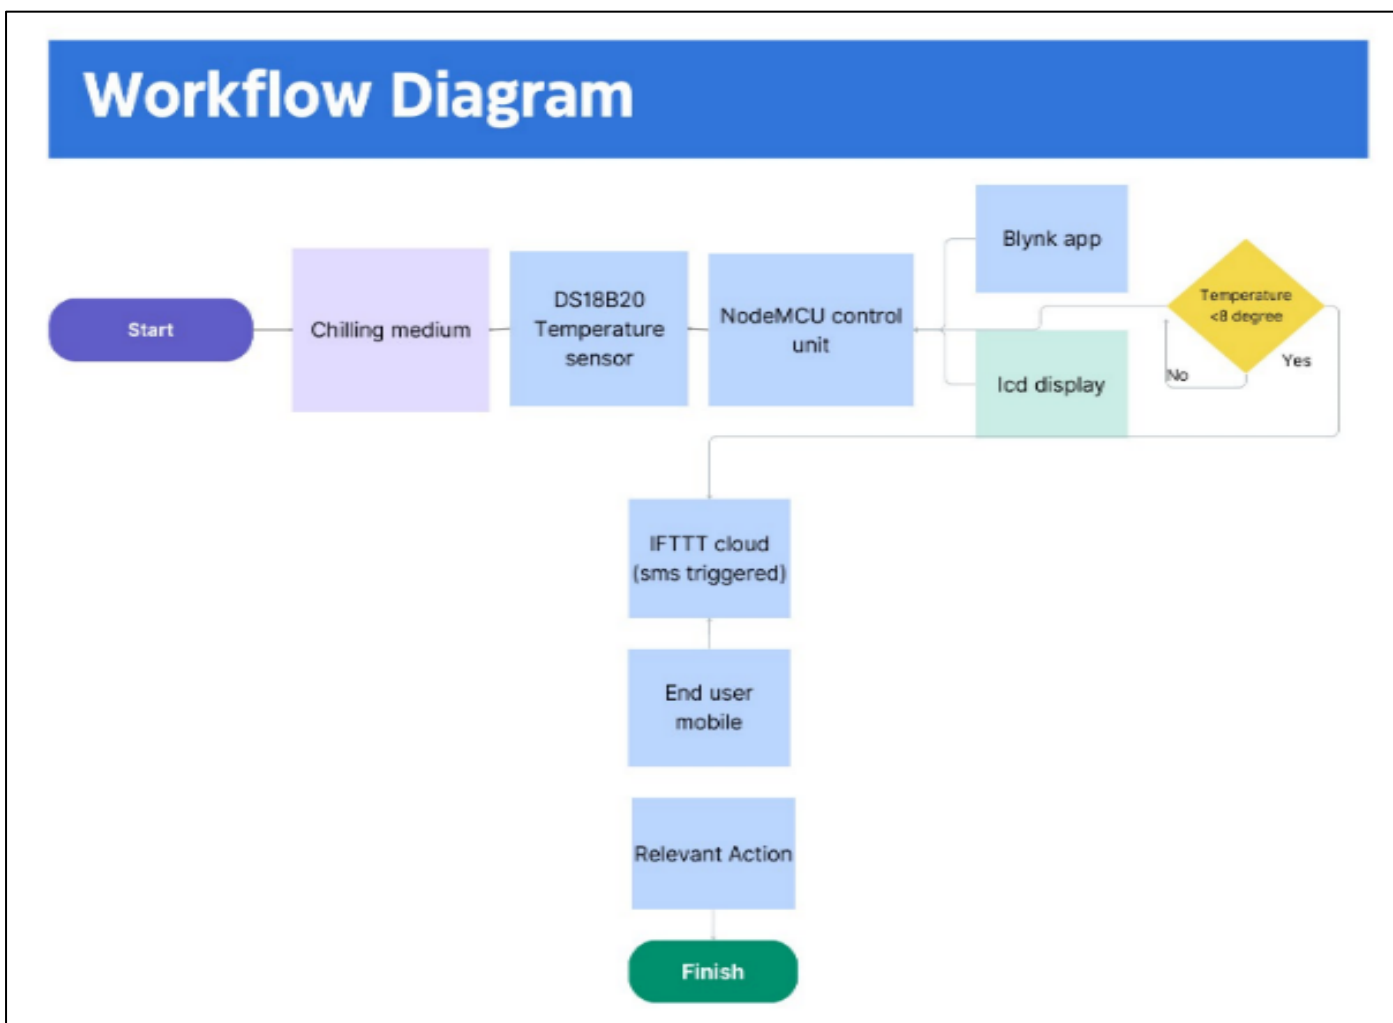 Workflow Diagram
Start
Chilling medium
DS18B20
Temperature
sensor
NodeMCU control
unit
Blynk app
lcd display
Temperature
<8 degree
No
Yes
IFTTT cloud
(sms triggered)
End user
mobile
Relevant Action
Finish